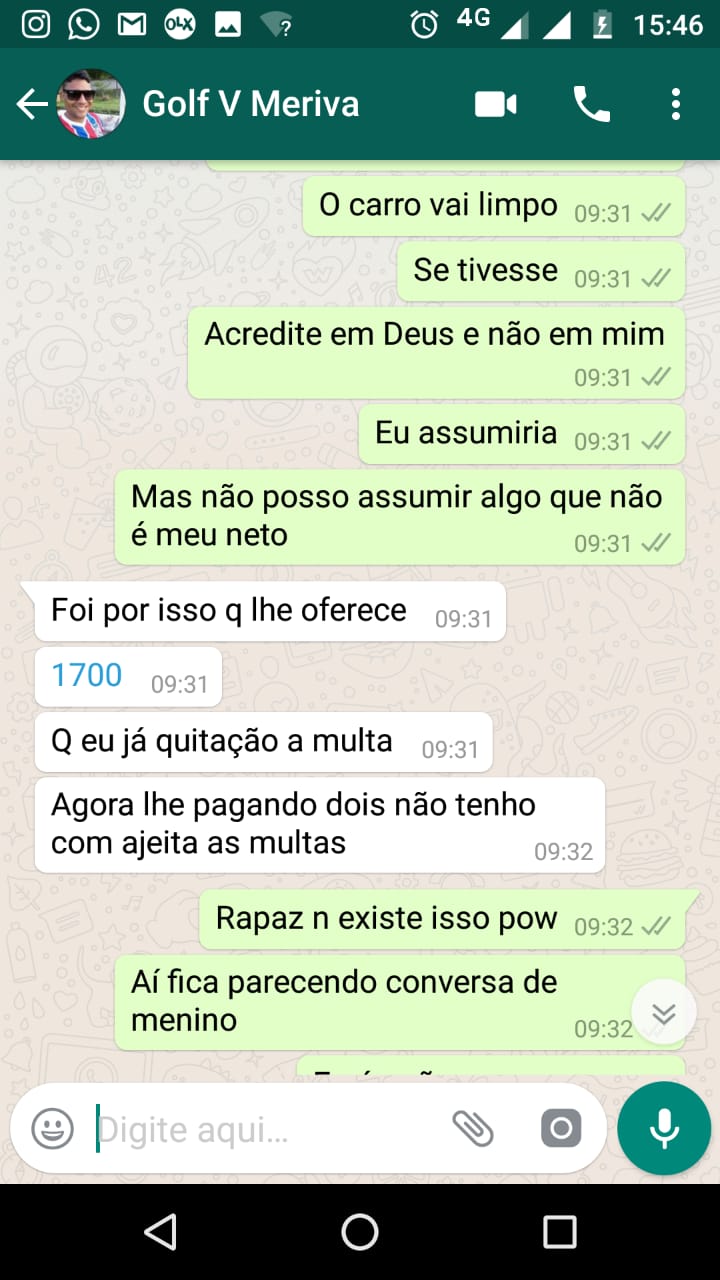 OLX
?
4G
15:46
Golf V Meriva
O carro vai limpo 09:31
Se tivesse 09:31
Acredite em Deus e não em mim
09:31
Eu assumiria 09:31
Mas não posso assumir algo que não
é meu neto 09:31
Foi por isso q lhe oferece 09:31
1700 09:31
Q eu já quitação a multa 09:31
Agora lhe pagando dois não tenho
com ajeita as multas 09:32
Rapaz n existe isso pow 09:32
Aí fica parecendo conversa de
menino 09:32
Digite aqui...